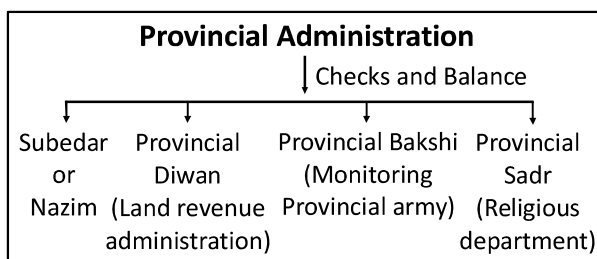 Provincial Administration
Checks and Balance
Subedar
or
Nazim
Provincial
Diwan
(Land revenue
administration)
Provincial Bakshi
(Monitoring
Provincial army)
Provincial
Sadr
(Religious
department)